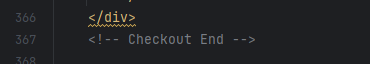 366 </div>
367 <!-- Checkout End -->
368